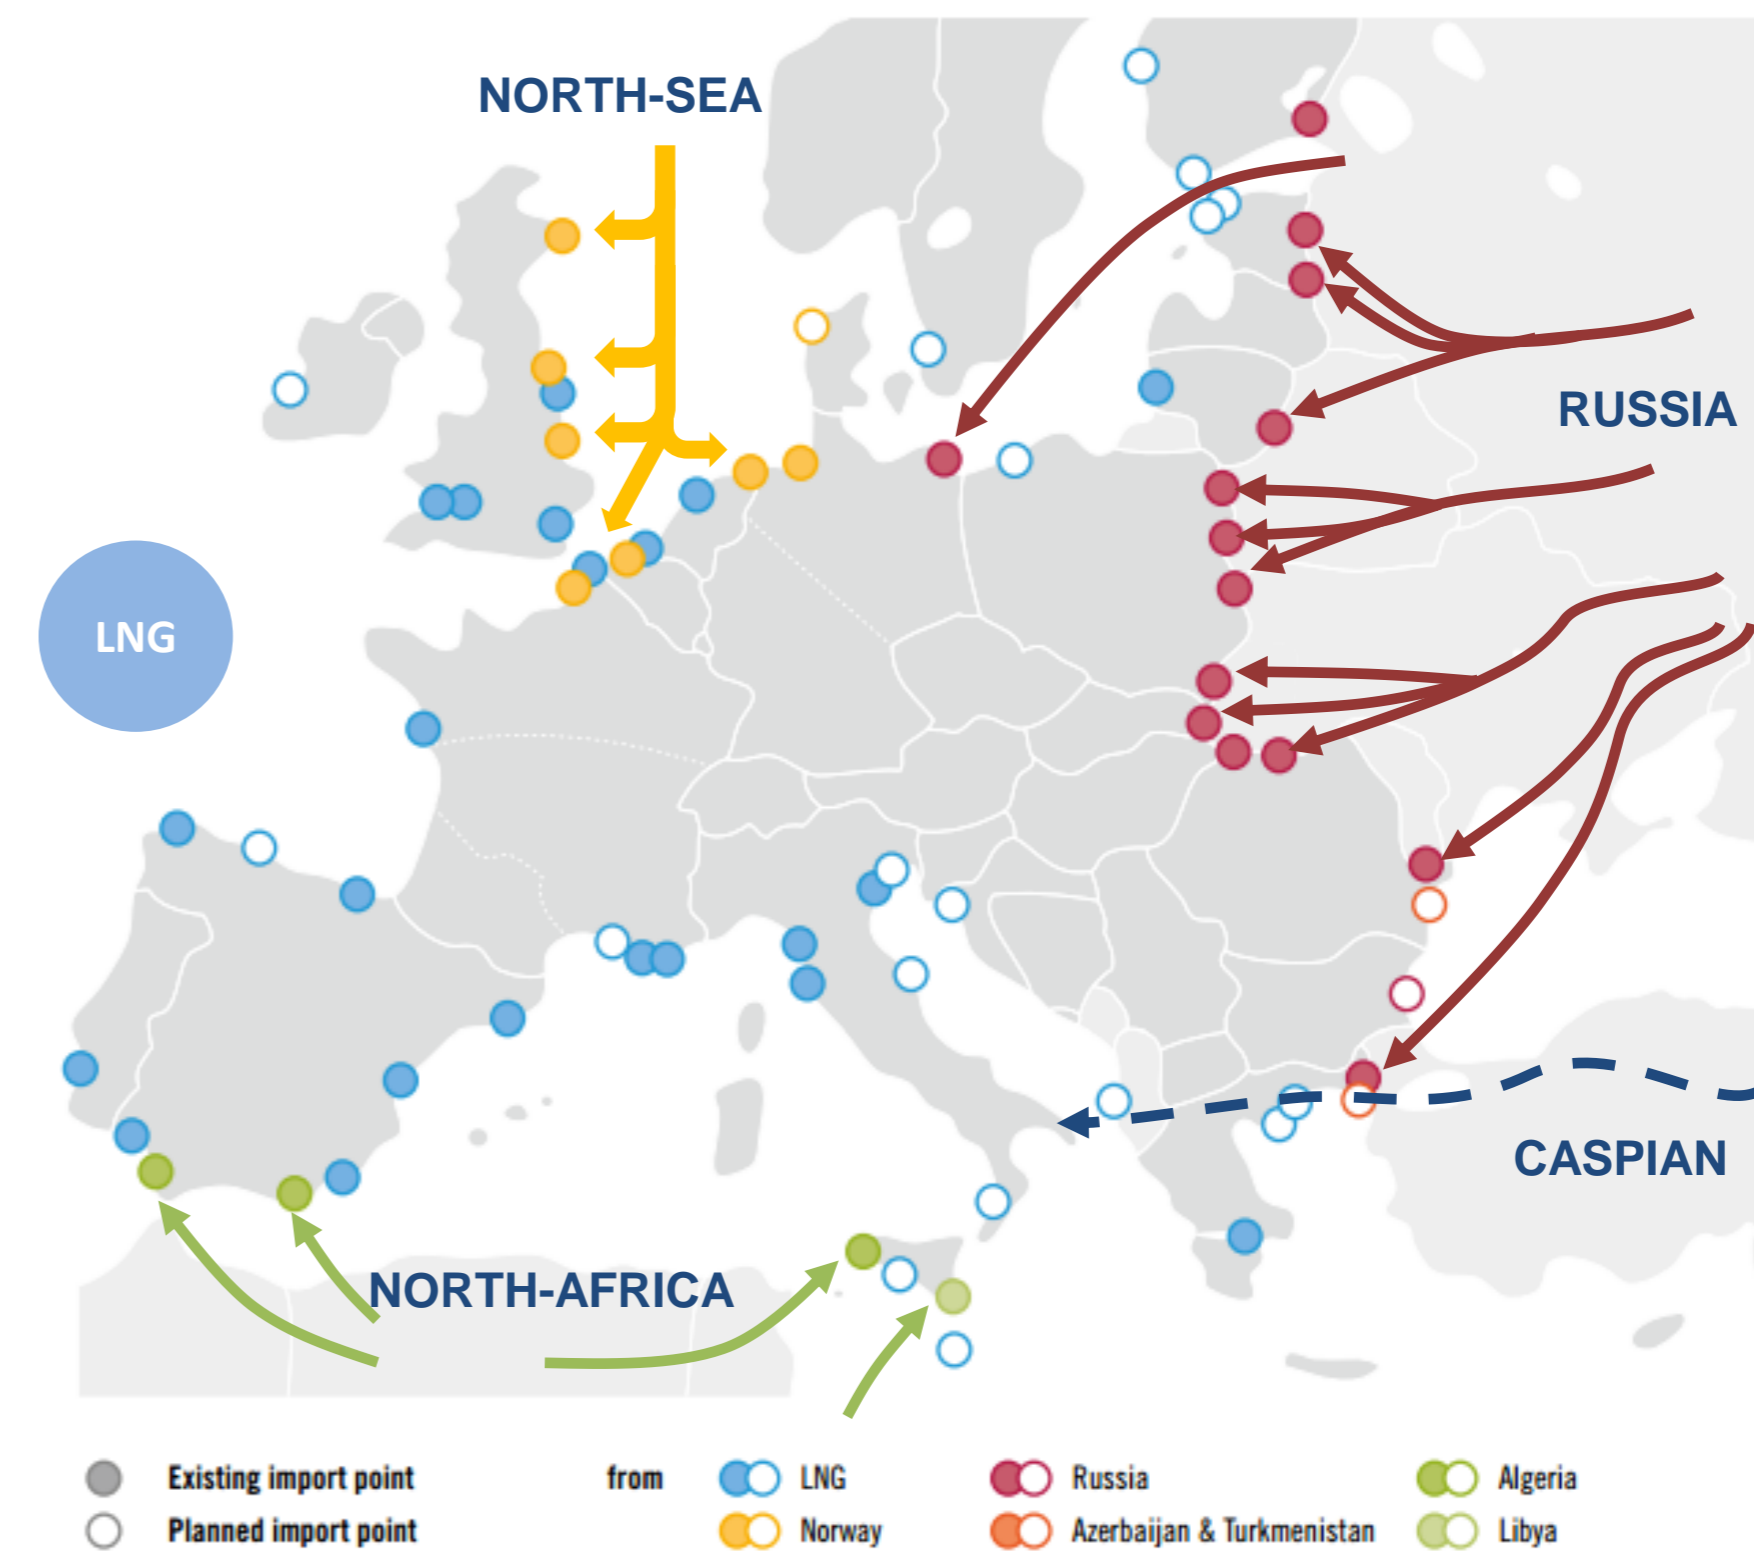 NORTH-SEA
RUSSIA
LNG
CASPIAN
NORTH-AFRICA
Existing import point from LNG Russia Algeria
Planned import point Norway Azerbaijan & Turkmenistan Libya